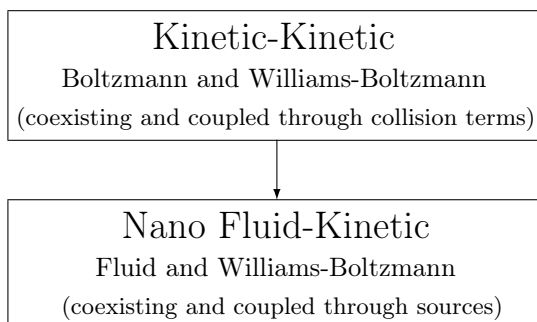 Kinetic-Kinetic
Boltzmann and Williams-Boltzmann
(coexisting and coupled through collision terms)
Nano Fluid-Kinetic
Fluid and Williams-Boltzmann
(coexisting and coupled through sources)